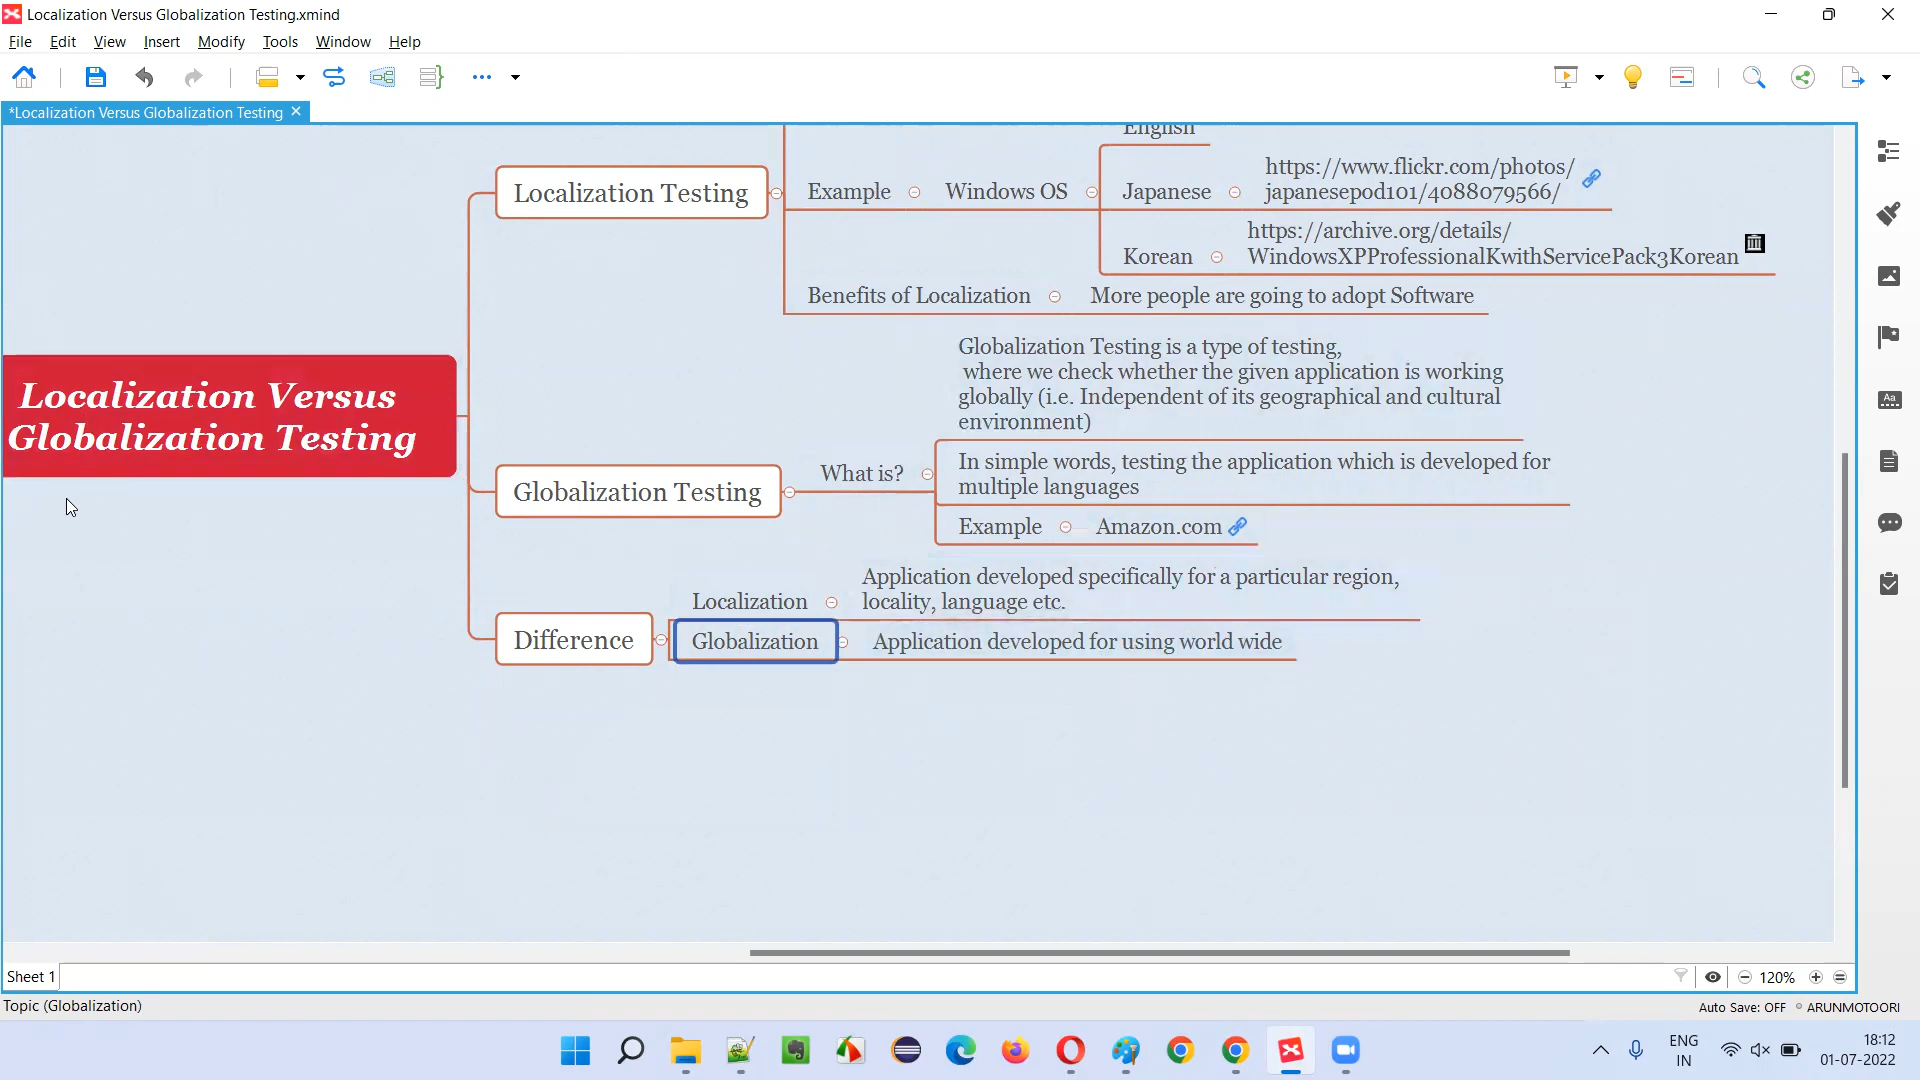 Localization Versus Globalization Testing.xmind
File Edit View Insert Modify Tools Window Help
*Localization Versus Globalization Testing
English
Localization Testing
Example
Windows OS
Japanese
https://www.flickr.com/photos/
japanesepod101/4088079566/
Korean
https://archive.org/details/
WindowsXPProfessionalKwithServicePack3Korean
Benefits of Localization
More people are going to adopt Software
Localization Versus
Globalization Testing
Globalization Testing
What is?
Globalization Testing is a type of testing,
where we check whether the given application is working
globally (i.e. Independent of its geographical and cultural
environment)
In simple words, testing the application which is developed for
multiple languages
Example
Amazon.com
Difference
Localization
Application developed specifically for a particular region,
locality, language etc.
Globalization
Application developed for using world wide
Aa
Sheet 1
120%
Topic (Globalization)
Auto Save: OFF
ARUNMOTOORI
ENG
IN
18:12
01-07-2022